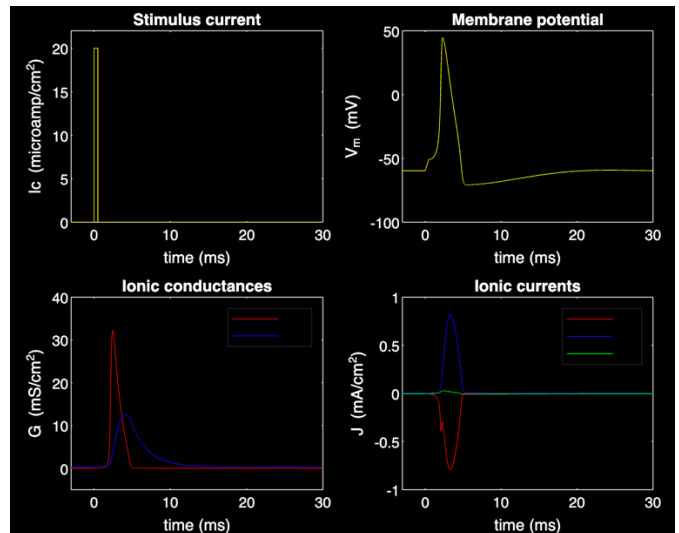 Stimulus current
20
15
10
5
0
Ic (microamp/cm²)
0
10
20
30
time (ms)
Membrane potential
50
0
-50
-100
Vₘ (mV)
0
10
20
30
time (ms)
Ionic conductances
40
30
20
10
0
G (mS/cm²)
0
10
20
30
time (ms)
Ionic currents
1
0.5
0
-0.5
-1
J (mA/cm²)
0
10
20
30
time (ms)